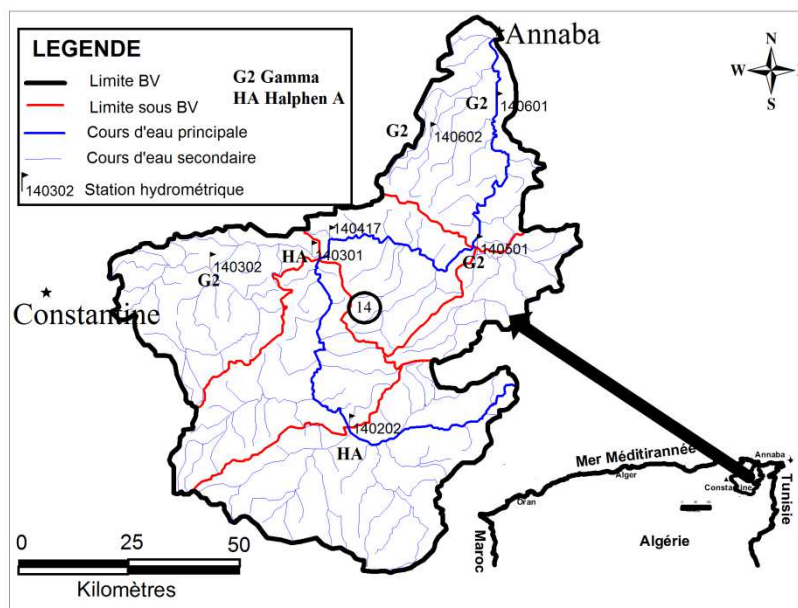 LEGENDE
Limite BV
G2 Gamma
Limite sous BV
HA Halphen A
Cours d'eau principale
Cours d'eau secondaire
140302 Station hydrométrique
Annaba
N
W E
S
G2
140601
G2
140602
140417
140501
G2
HA
140301
140302
G2
Constantine
14
140202
HA
Mer Méditirannée
Annaba
Alger
Constantine
Oran
Tunisie
Maroc
Algérie
0 25 50
Kilomètres